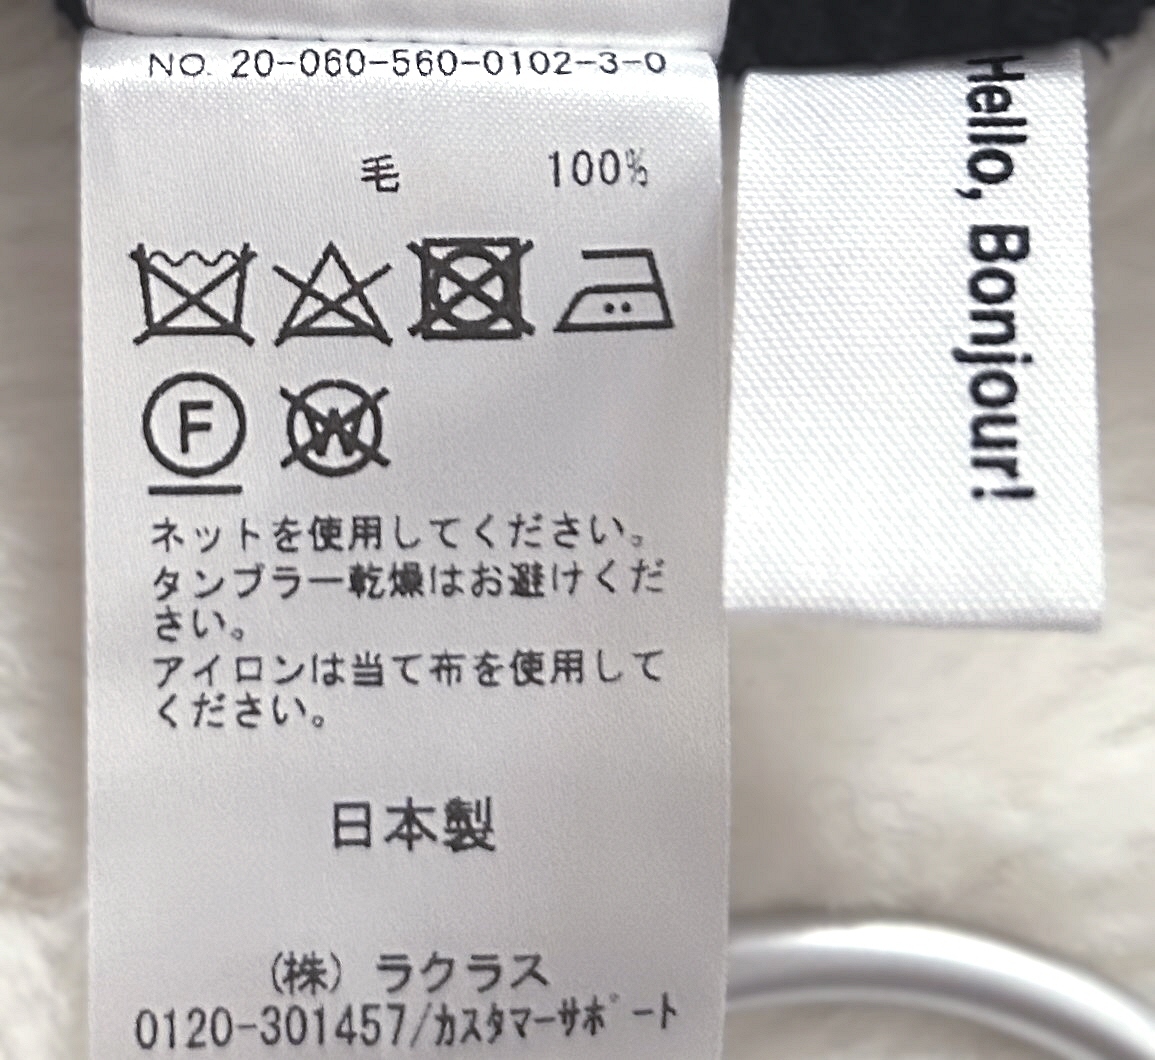 NO. 20-060-560-0102-3-0
毛 100%
F
W
ネットを使用してください。
タンブラー乾燥はお避けくだ
さい。
アイロンは当て布を使用して
ください。
日本製
(株) ラクラス
0120-301457/カスタマーサポート
Hello, Bonjour!